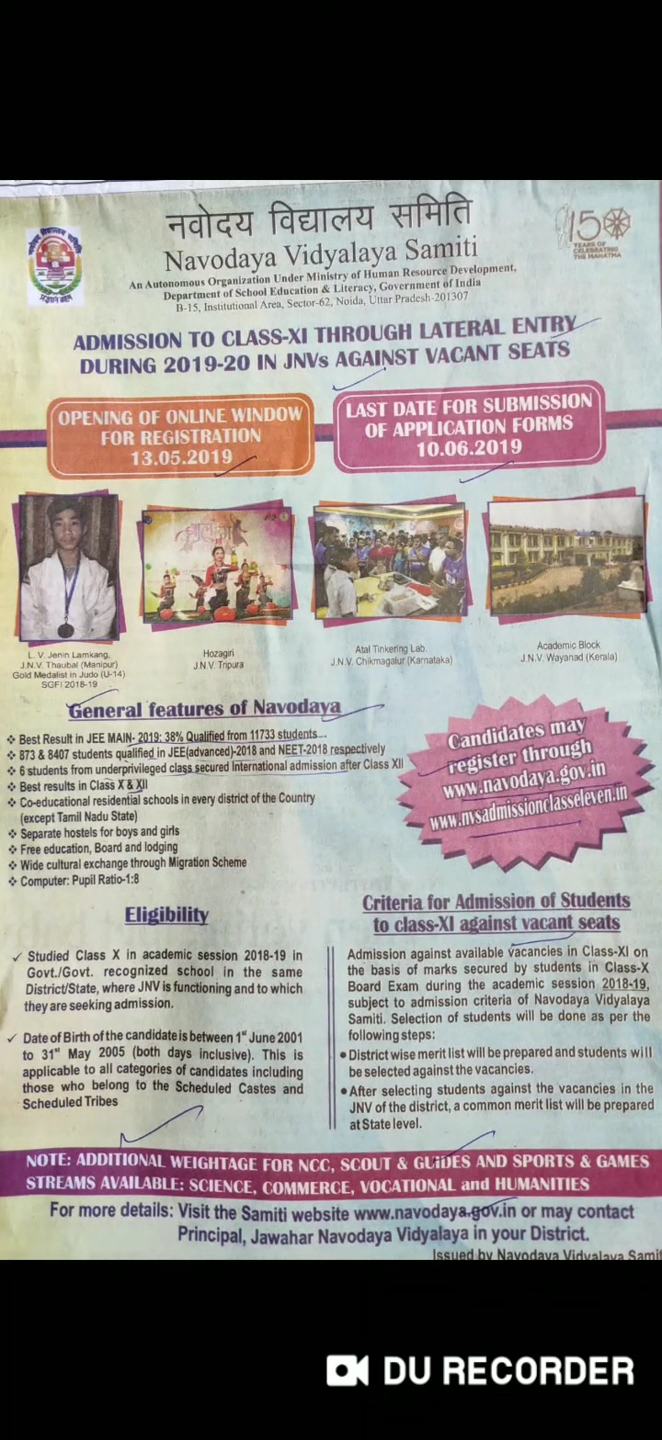 नवोदय विद्यालय समिति
Navodaya Vidyalaya Samiti
An Autonomous Organization Under Ministry of Human Resource Development,
Department of School Education & Literacy, Government of India
B-15, Institutional Area, Sector-62, Noida, Uttar Pradesh-201307
150
YEARS OF
CELEBRATING
THE MAHATMA
ADMISSION TO CLASS-XI THROUGH LATERAL ENTRY
DURING 2019-20 IN JNVs AGAINST VACANT SEATS
OPENING OF ONLINE WINDOW
FOR REGISTRATION
13.05.2019
LAST DATE FOR SUBMISSION
OF APPLICATION FORMS
10.06.2019
L. V. Jenin Lamkang,
J.N.V. Thaubal (Manipur)
Gold Medalist in Judo (U-14)
SGFI 2018-19
Hozagiri
J.N.V. Tripura
Atal Tinkering Lab.
J.N.V. Chikmagalur (Karnataka)
Academic Block
J.N.V. Wayanad (Kerala)
General features of Navodaya
❖ Best Result in JEE MAIN- 2019: 38% Qualified from 11733 students...
❖ 873 & 8407 students qualified in JEE(advanced)-2018 and NEET-2018 respectively
❖ 6 students from underprivileged class secured International admission after Class XII
❖ Best results in Class X & XII
❖ Co-educational residential schools in every district of the Country
(except Tamil Nadu State)
❖ Separate hostels for boys and girls
❖ Free education, Board and lodging
❖ Wide cultural exchange through Migration Scheme
❖ Computer: Pupil Ratio-1:8
Candidates may
register through
www.navodaya.gov.in
www.nvsadmissionclasseleven.in
Eligibility
✓ Studied Class X in academic session 2018-19 in
Govt./Govt. recognized school in the same
District/State, where JNV is functioning and to which
they are seeking admission.
✓ Date of Birth of the candidate is between 1st June 2001
to 31st May 2005 (both days inclusive). This is
applicable to all categories of candidates including
those who belong to the Scheduled Castes and
Scheduled Tribes
Criteria for Admission of Students
to class-XI against vacant seats
Admission against available vacancies in Class-XI on
the basis of marks secured by students in Class-X
Board Exam during the academic session 2018-19,
subject to admission criteria of Navodaya Vidyalaya
Samiti. Selection of students will be done as per the
following steps:
● District wise merit list will be prepared and students will
be selected against the vacancies.
● After selecting students against the vacancies in the
JNV of the district, a common merit list will be prepared
at State level.
NOTE: ADDITIONAL WEIGHTAGE FOR NCC, SCOUT & GUIDES AND SPORTS & GAMES
STREAMS AVAILABLE: SCIENCE, COMMERCE, VOCATIONAL and HUMANITIES
For more details: Visit the Samiti website www.navodaya.gov.in or may contact
Principal, Jawahar Navodaya Vidyalaya in your District.
Issued by Navodaya Vidyalaya Samiti
DU RECORDER